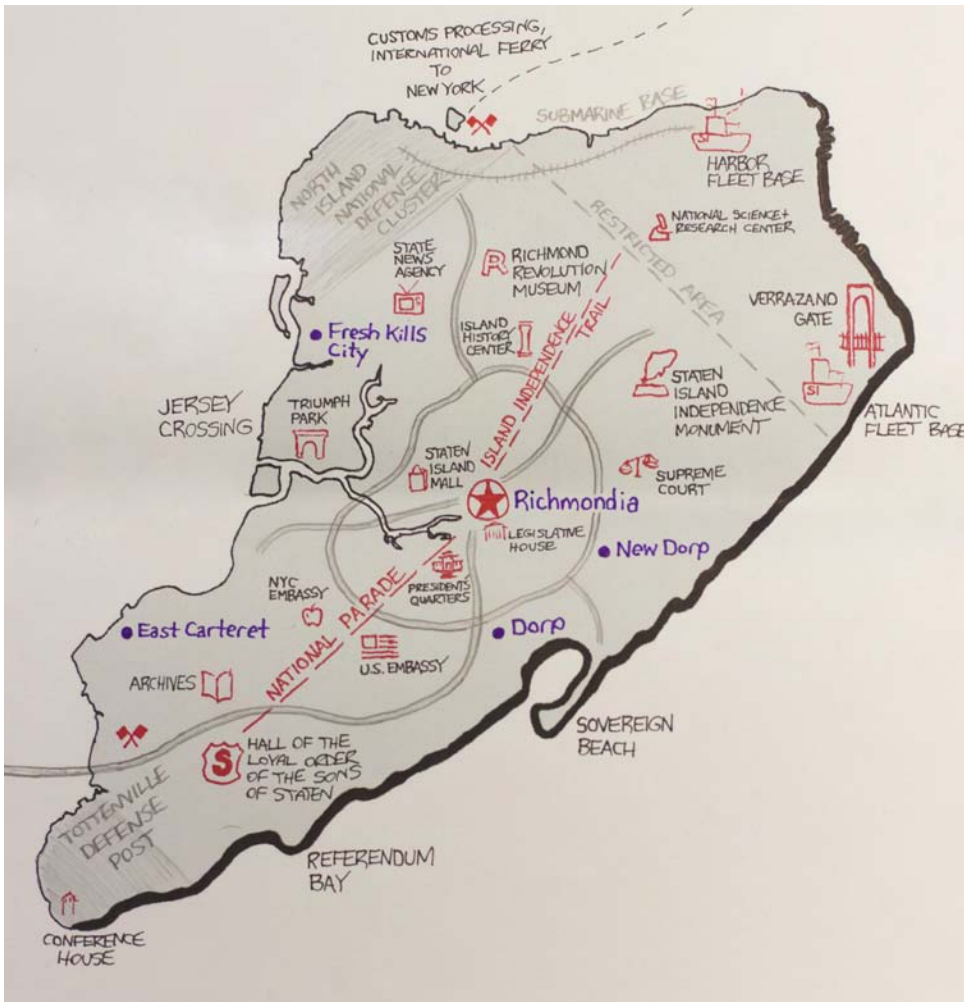 CUSTOMS PROCESSING,
INTERNATIONAL FERRY
TO
NEW YORK
SUBMARINE BASE
SI
HARBOR
FLEET BASE
NORTH
ISLAND
NATIONAL
DEFENSE
CLUSTER
RESTRICTED AREA
NATIONAL SCIENCE+
RESEARCH CENTER
STATE
NEWS
AGENCY
R
RICHMOND
REVOLUTION
MUSEUM
ISLAND
HISTORY
CENTER
ISLAND INDEPENDENCE
TRAIL
VERRAZANO
GATE
SI
ATLANTIC
FLEET BASE
Fresh Kills
City
JERSEY
CROSSING
TRIUMPH
PARK
STATEN
ISLAND
INDEPENDENCE
MONUMENT
STATEN
ISLAND
MALL
SUPREME
COURT
Richmondia
LEGISLATIVE
HOUSE
New Dorp
PRESIDENTS'
QUARTERS
NYC
EMBASSY
NATIONAL PARADE
East Carteret
Dorp
U.S. EMBASSY
ARCHIVES
SOVEREIGN
BEACH
S
HALL OF THE
LOYAL ORDER
OF THE SONS
OF STATEN
TOTTENVILLE
DEFENSE
POST
REFERENDUM
BAY
CONFERENCE
HOUSE